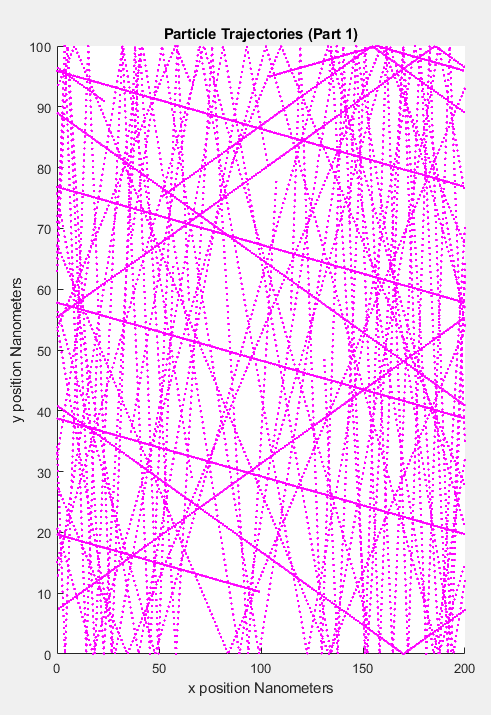 Particle Trajectories (Part 1)
100
90
80
70
60
50
40
30
20
10
0
y position Nanometers
0 50 100 150 200
x position Nanometers